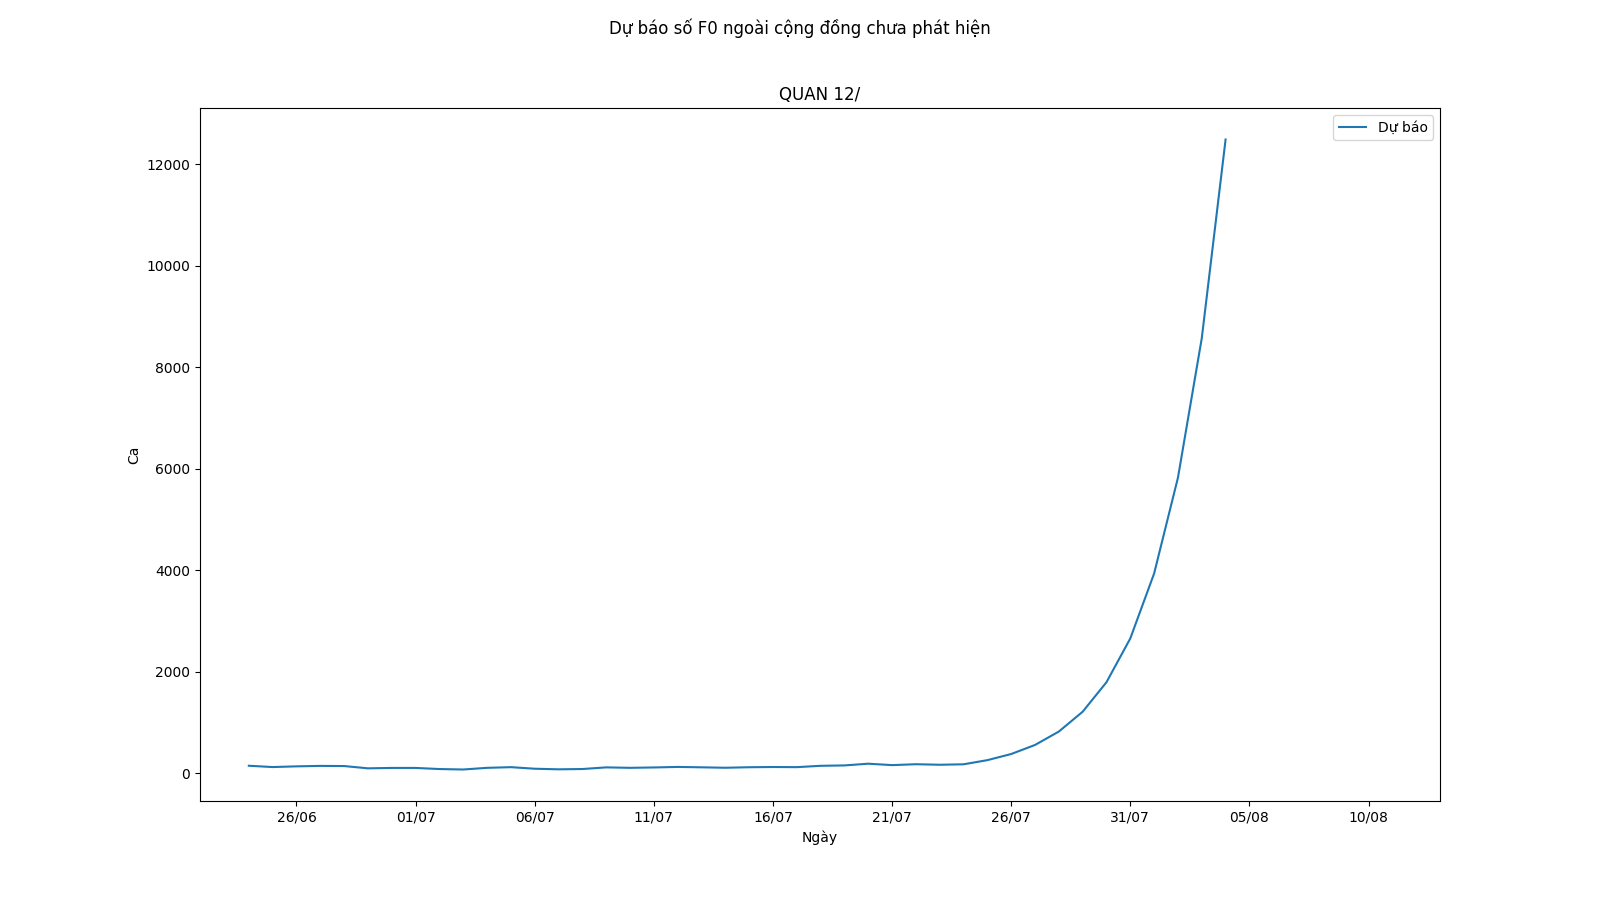 Dự báo số F0 ngoài cộng đồng chưa phát hiện
QUAN 12/
Dự báo
12000
10000
8000
6000
4000
2000
0
Ca
26/06 01/07 06/07 11/07 16/07 21/07 26/07 31/07 05/08 10/08
Ngày